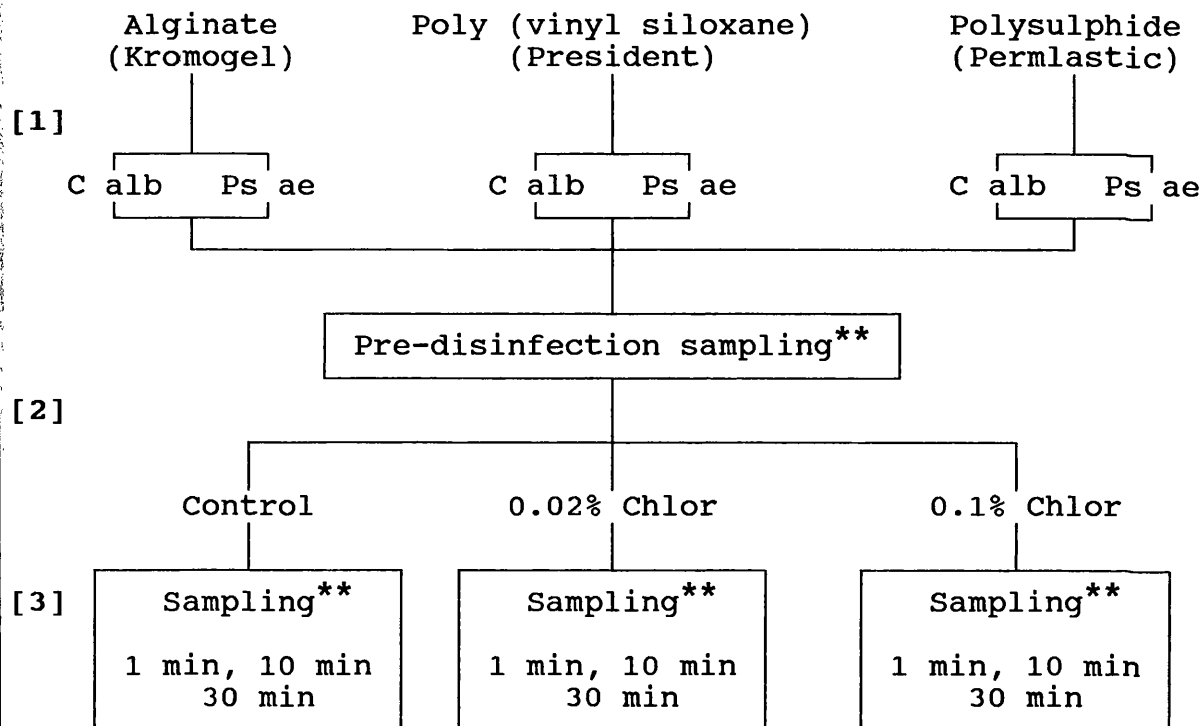 Alginate Poly (vinyl siloxane) Polysulphide
(Kromogel) (President) (Permlastic)
[1]
C alb Ps ae C alb Ps ae C alb Ps ae
Pre-disinfection sampling**
[2]
Control 0.02% Chlor 0.1% Chlor
[3] Sampling** Sampling** Sampling**
1 min, 10 min 1 min, 10 min 1 min, 10 min
30 min 30 min 30 min